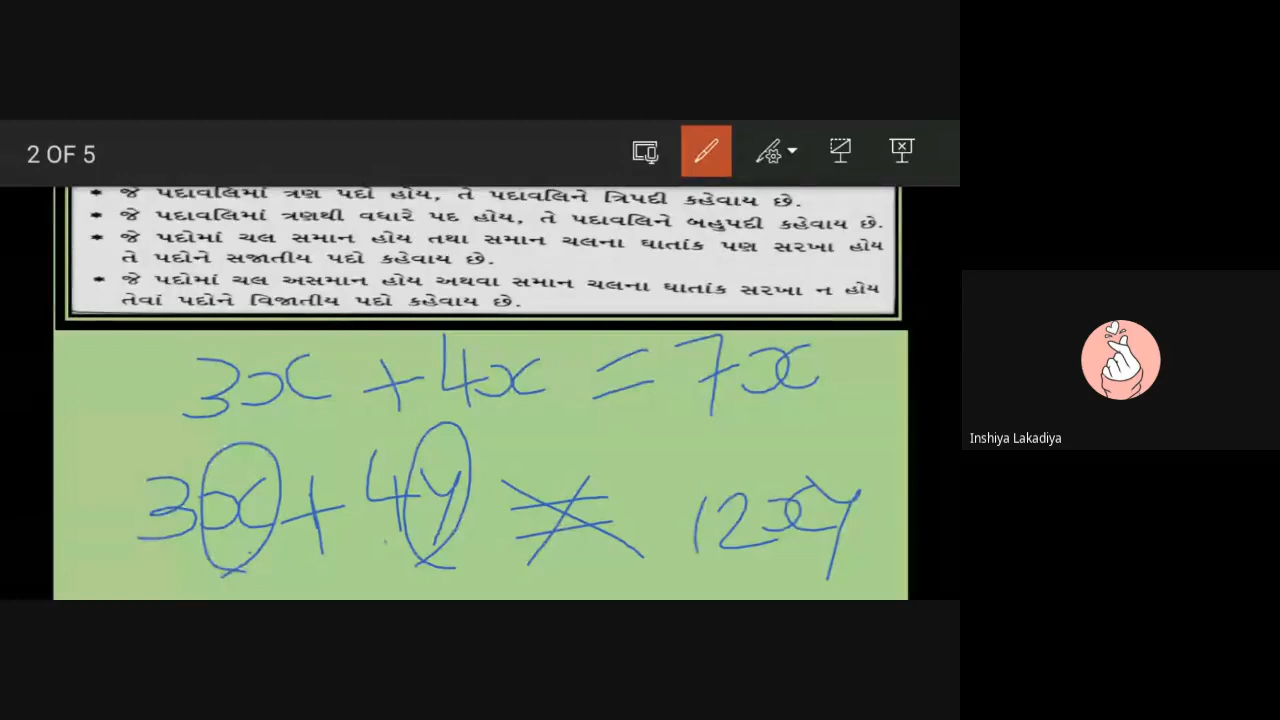 2 OF 5
* જે પદાવલિમાં ત્રણ પદો હોય, તે પદાવલિને ત્રિપદી કહેવાય છે.
* જે પદાવલિમાં ત્રણથી વધારે પદ હોય, તે પદાવલિને બહુપદી કહેવાય છે.
* જે પદોમાં ચલ સમાન હોય તથા સમાન ચલના ઘાતાંક પણ સરખા હોય
તે પદોને સજાતીય પદો કહેવાય છે.
* જે પદોમાં ચલ અસમાન હોય અથવા સમાન ચલના ઘાતાંક સરખા ન હોય
તેવાં પદોને વિજાતીય પદો કહેવાય છે.
3x + 4x = 7x
3x + 4y ≠ 12xy
Inshiya Lakadiya